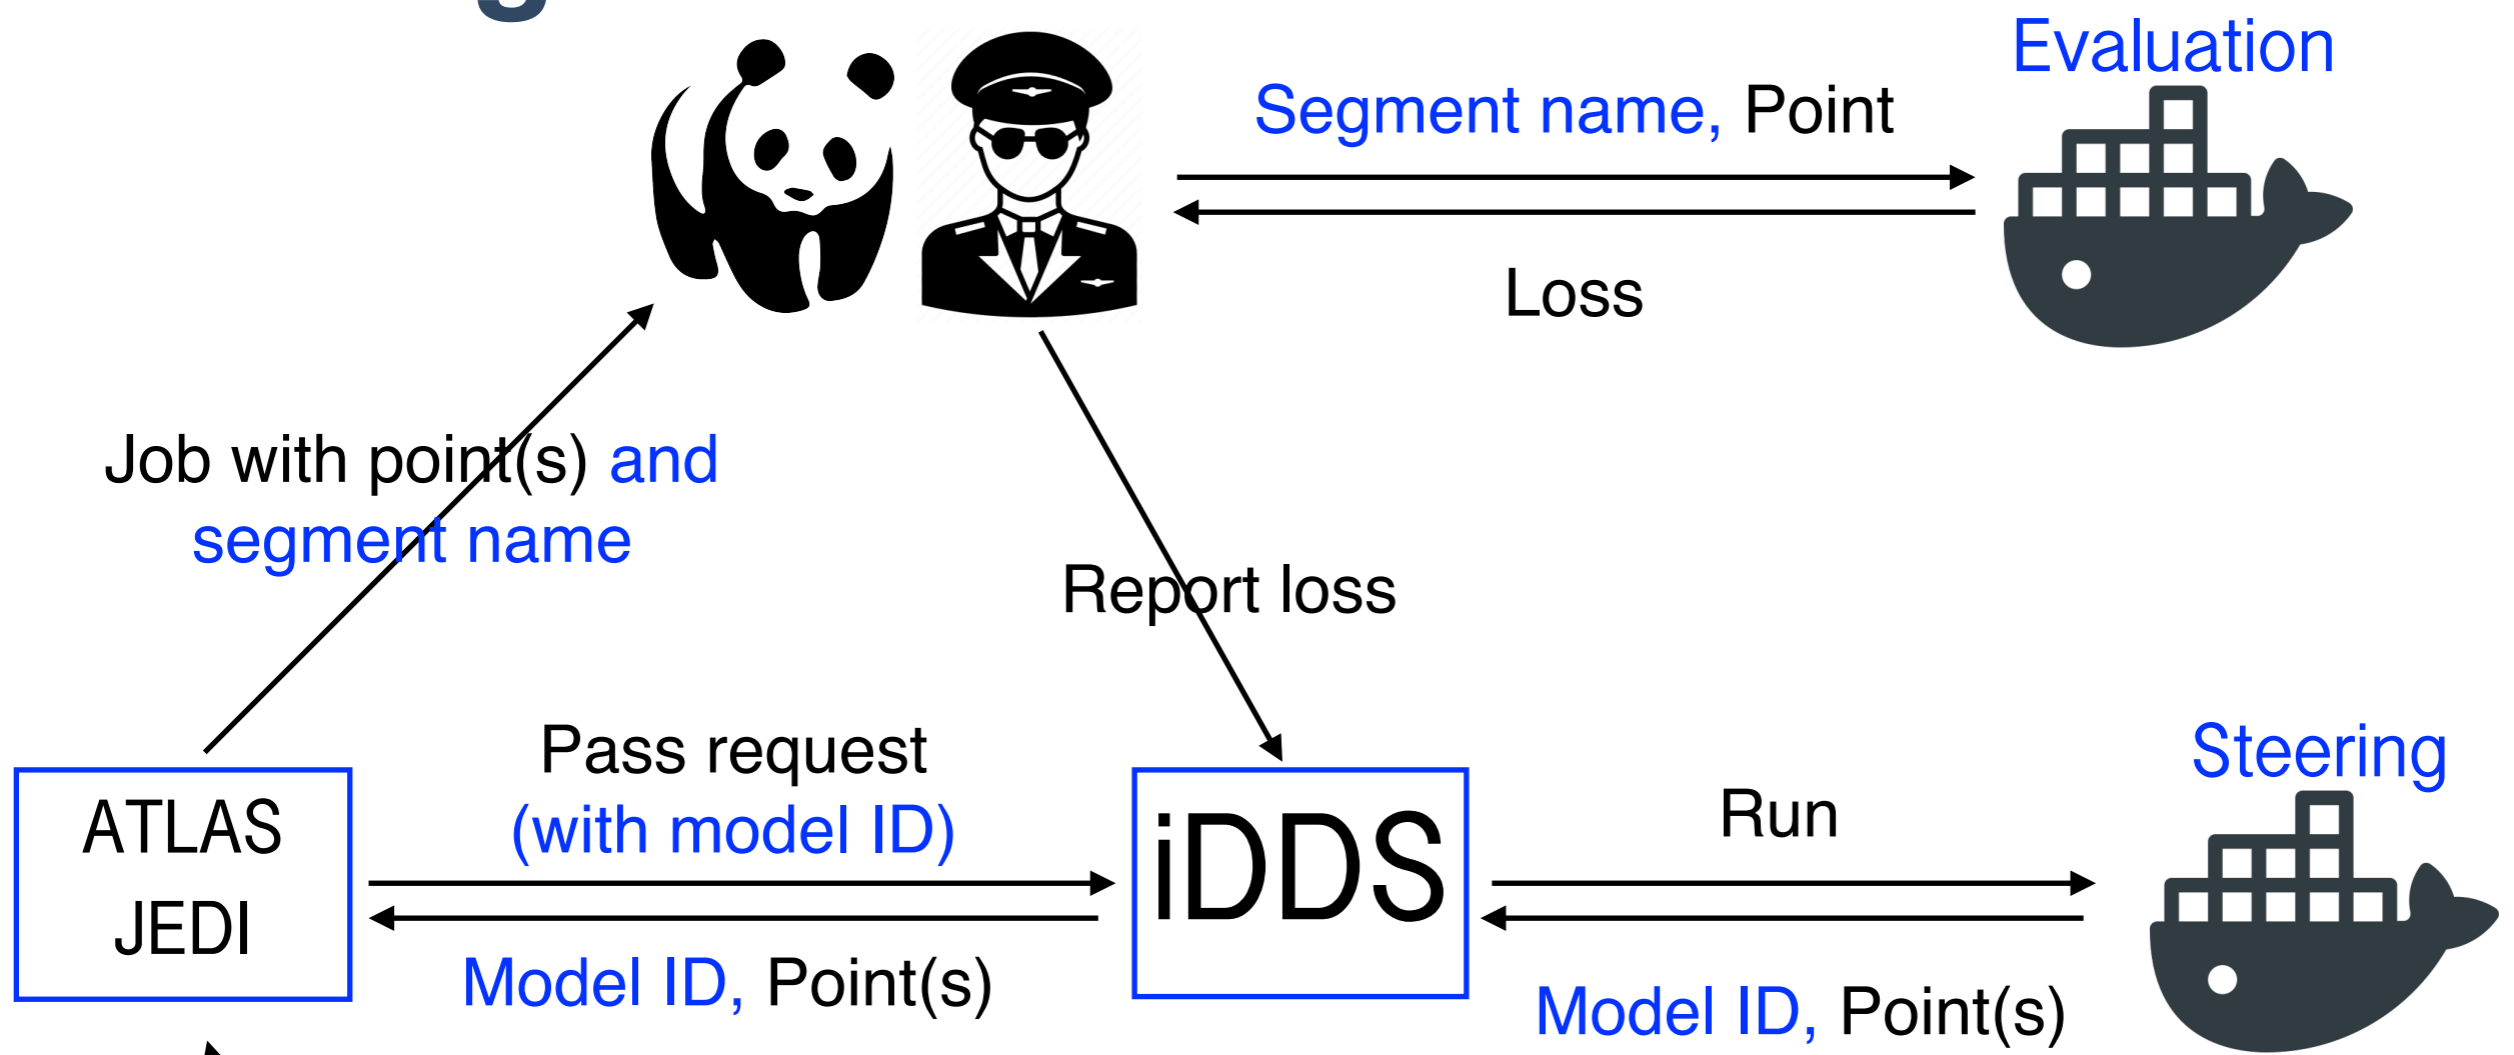 Evaluation
Segment name, Point
Loss
Job with point(s) and
segment name
Report loss
Pass request
(with model ID)
Steering
Run
ATLAS
JEDI
iDDS
Model ID, Point(s)
Model ID, Point(s)